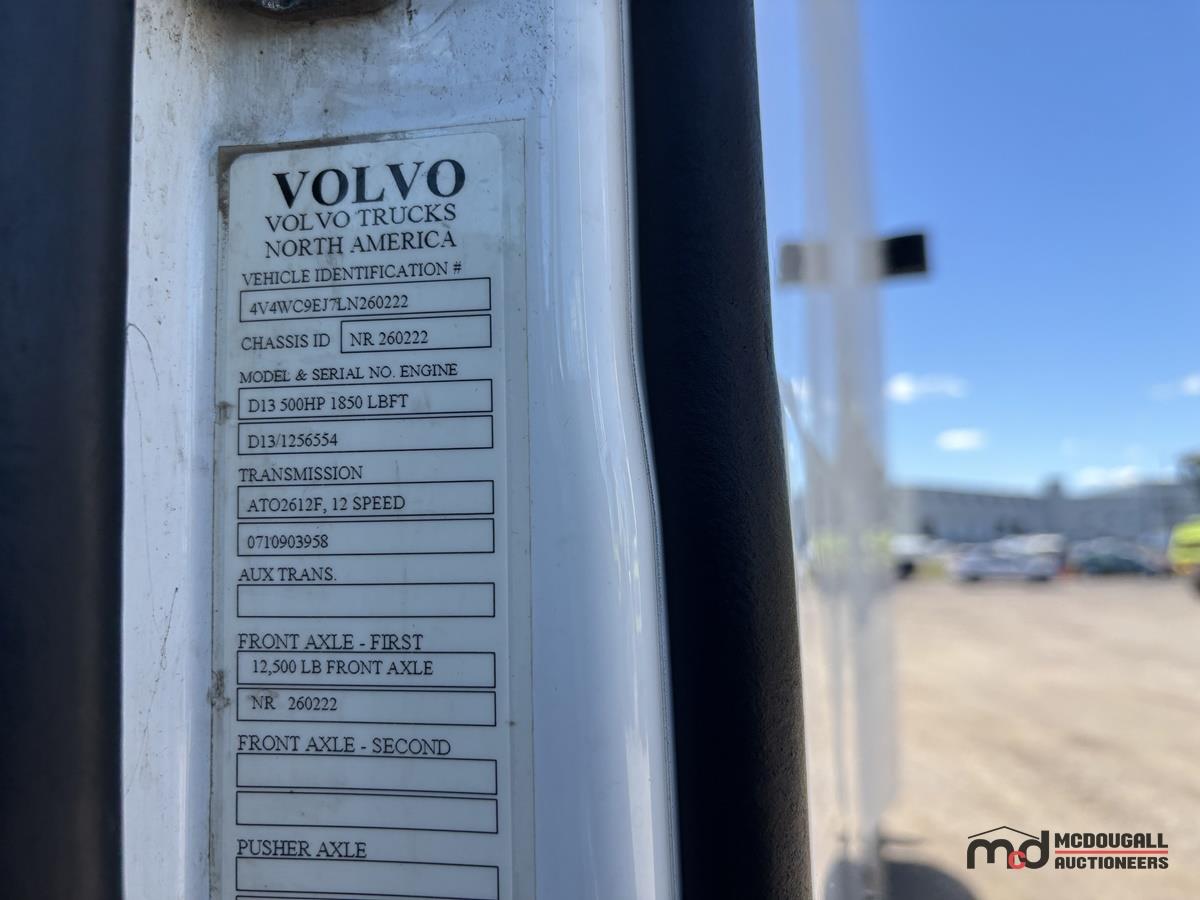 VOLVO
VOLVO TRUCKS
NORTH AMERICA
VEHICLE IDENTIFICATION #
4V4WC9EJ7LN260222
CHASSIS ID NR 260222
MODEL & SERIAL NO. ENGINE
D13 500HP 1850 LBFT
D13/1256554
TRANSMISSION
ATO2612F, 12 SPEED
0710903958
AUX TRANS.
FRONT AXLE - FIRST
12,500 LB FRONT AXLE
NR 260222
FRONT AXLE - SECOND
PUSHER AXLE
mcd MCDOUGALL
AUCTIONEERS